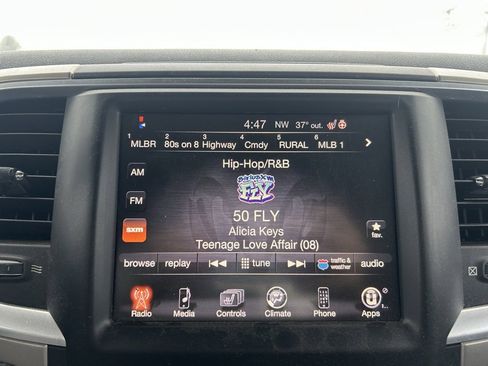 4:47 NW 37° out.
1 2 3 4 5 6
MLBR 80s on 8 Highway Cmdy RURAL MLB 1
Hip-Hop/R&B
AM
SiriusXM
FLY
FM
50 FLY
sxm
Alicia Keys
fav.
Teenage Love Affair (08)
browse replay tune traffic & weather audio
Radio Media Controls Climate Phone Apps